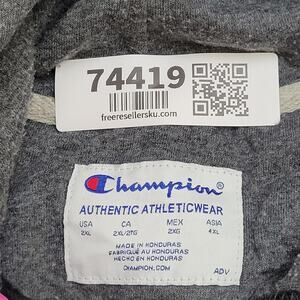 74419
freeresellersku.com
Champion®
AUTHENTIC ATHLETICWEAR
USA CA MEX ASIA
2XL 2XL/2TG 2XG 4XL
MADE IN HONDURAS
FABRIQUÉ AU HONDURAS
HECHO EN HONDURAS
CHAMPION.COM
ADV